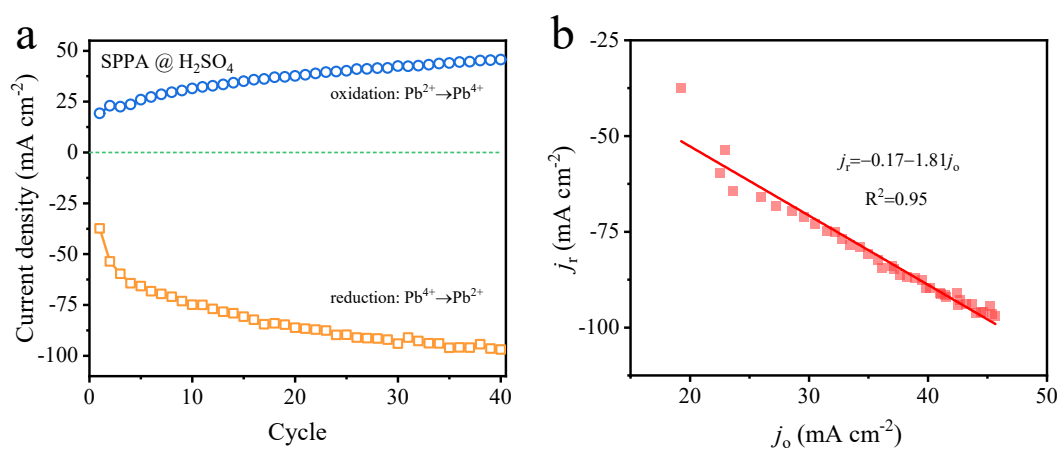 a
SPPA @ H₂SO₄
oxidation: Pb²⁺→Pb⁴⁺
reduction: Pb⁴⁺→Pb²⁺
50
25
0
-25
-50
-75
-100
Current density (mA cm⁻²)
0 10 20 30 40
Cycle
b
jᵣ=−0.17−1.81jₒ
R²=0.95
-25
-50
-75
-100
jᵣ (mA cm⁻²)
20 30 40 50
jₒ (mA cm⁻²)